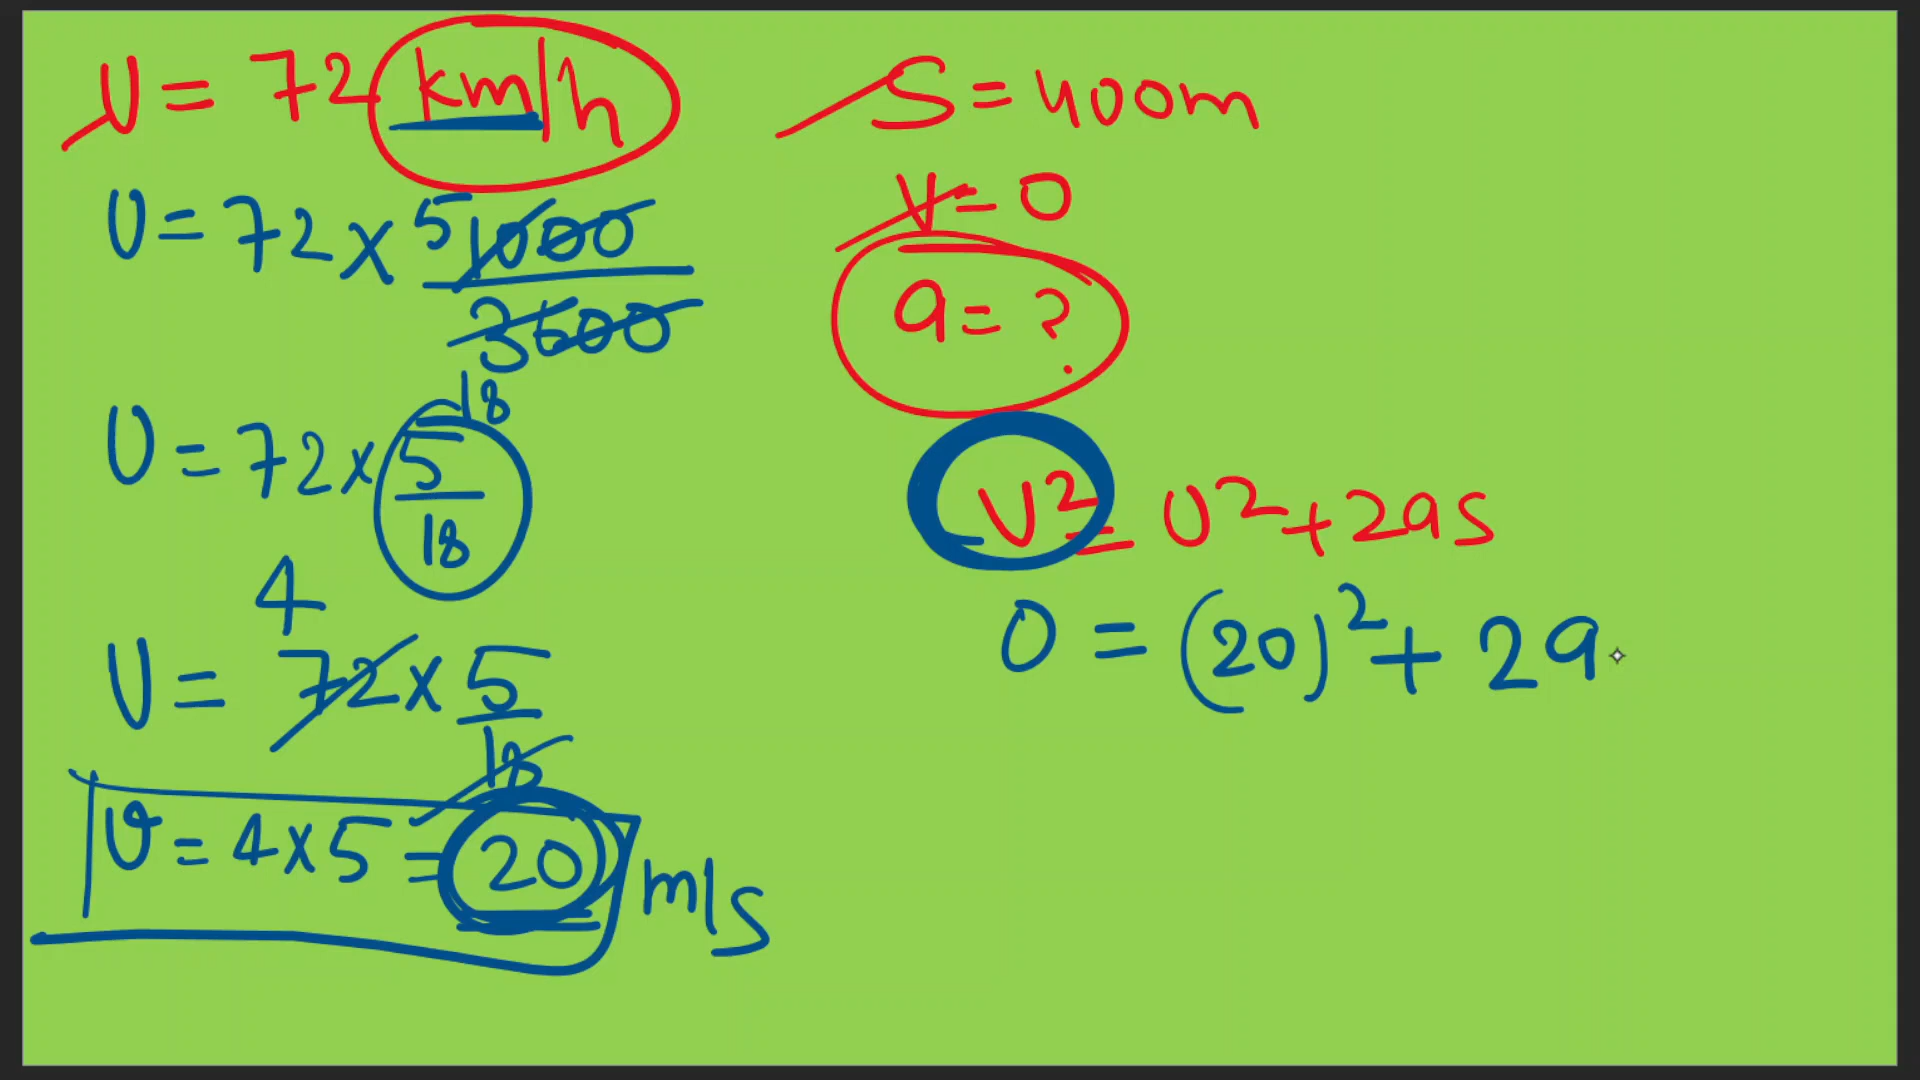 U = 72 km/h
U = 72 x 5 1000
3600
18
U = 72 x 5
18
4
U = 72 x 5
18
U = 4 x 5 = 20 m/s
S = 400m
V = 0
a = ?
V² = U² + 2as
0 = (20)² + 2a